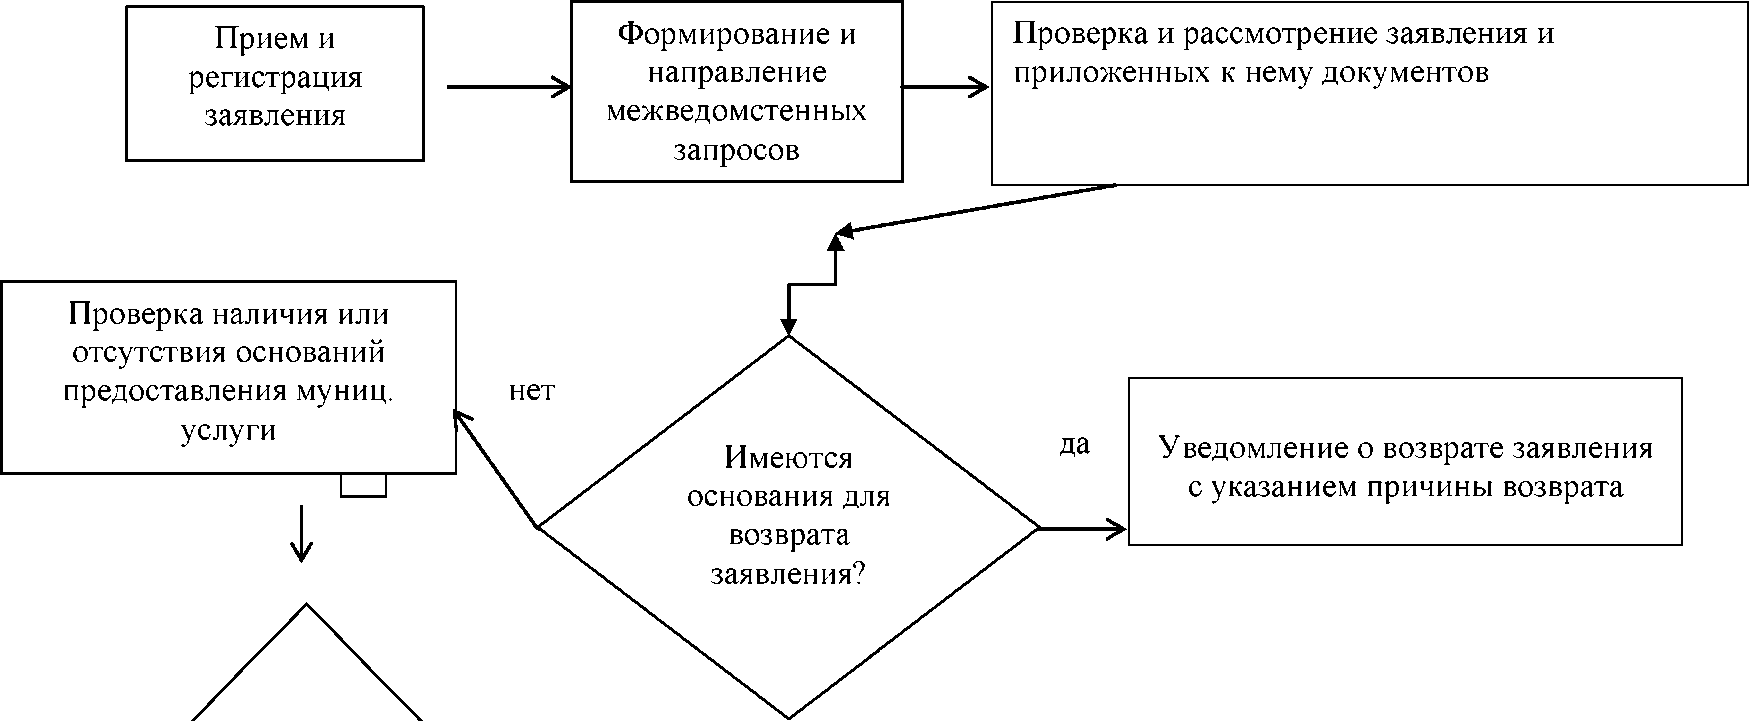 Прием и
регистрация
заявления
Формирование и
направление
межведомстенных
запросов
Проверка и рассмотрение заявления и
приложенных к нему документов
Проверка наличия или
отсутствия оснований
предоставления муниц.
услуги
нет
Имеются
основания для
возврата
заявления?
да
Уведомление о возврате заявления
с указанием причины возврата